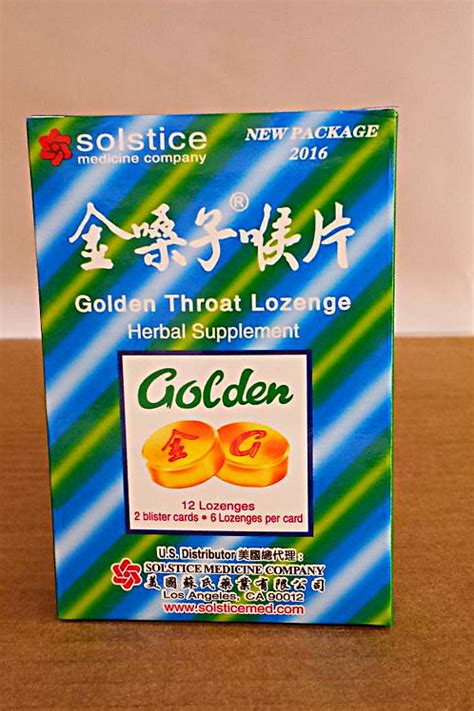 solstice
medicine company
NEW PACKAGE
2016
金嗓子®喉片
Golden Throat Lozenge
Herbal Supplement
Golden
金 G
12 Lozenges
2 blister cards • 6 Lozenges per card
U.S. Distributor 美國總代理：
SOLSTICE MEDICINE COMPANY
美國蘇氏藥業有限公司
Los Angeles, CA 90012
www.solsticemed.com